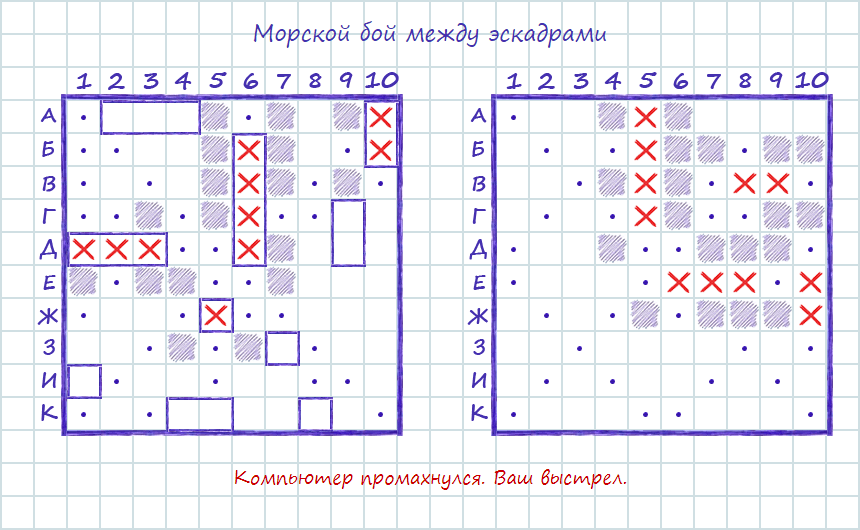 Морской бой между эскадрами
1 2 3 4 5 6 7 8 9 10 1 2 3 4 5 6 7 8 9 10
А А
Б Б
В В
Г Г
Д Д
Е Е
Ж Ж
З З
И И
К К
Компьютер промахнулся. Ваш выстрел.